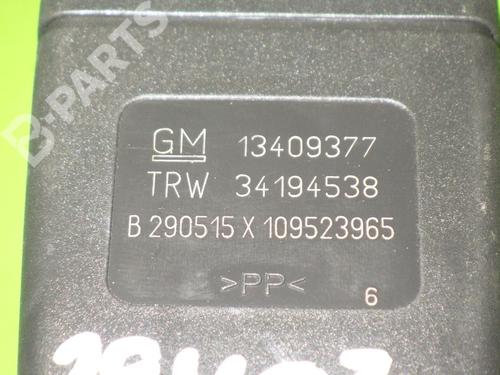 B-PARTS
GM 13409377
TRW 34194538
B 290515 X 109523965
>PP<
6